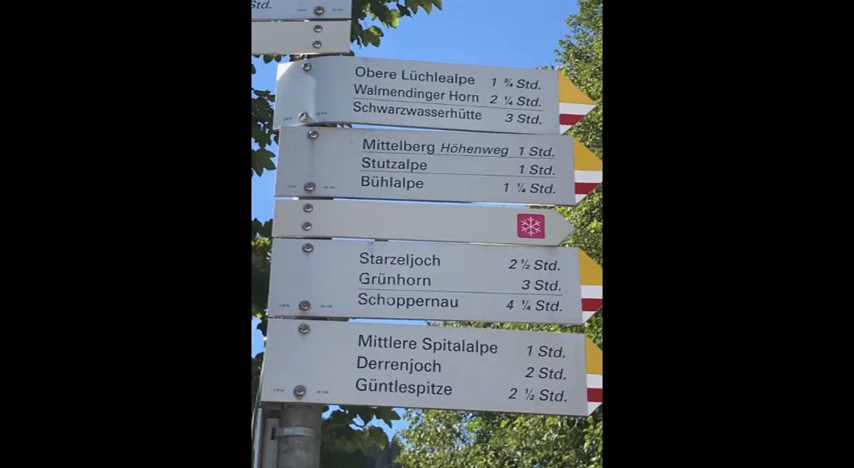 Std.
Obere Lüchlealpe 1 ¾ Std.
Walmendinger Horn 2 ¼ Std.
Schwarzwasserhütte 3 Std.
Mittelberg Höhenweg 1 Std.
Stutzalpe 1 Std.
Bühlalpe 1 ¼ Std.
Starzeljoch 2 ½ Std.
Grünhorn 3 Std.
Schoppernau 4 ¼ Std.
Mittlere Spitalalpe 1 Std.
Derrenjoch 2 Std.
Güntlespitze 2 ½ Std.